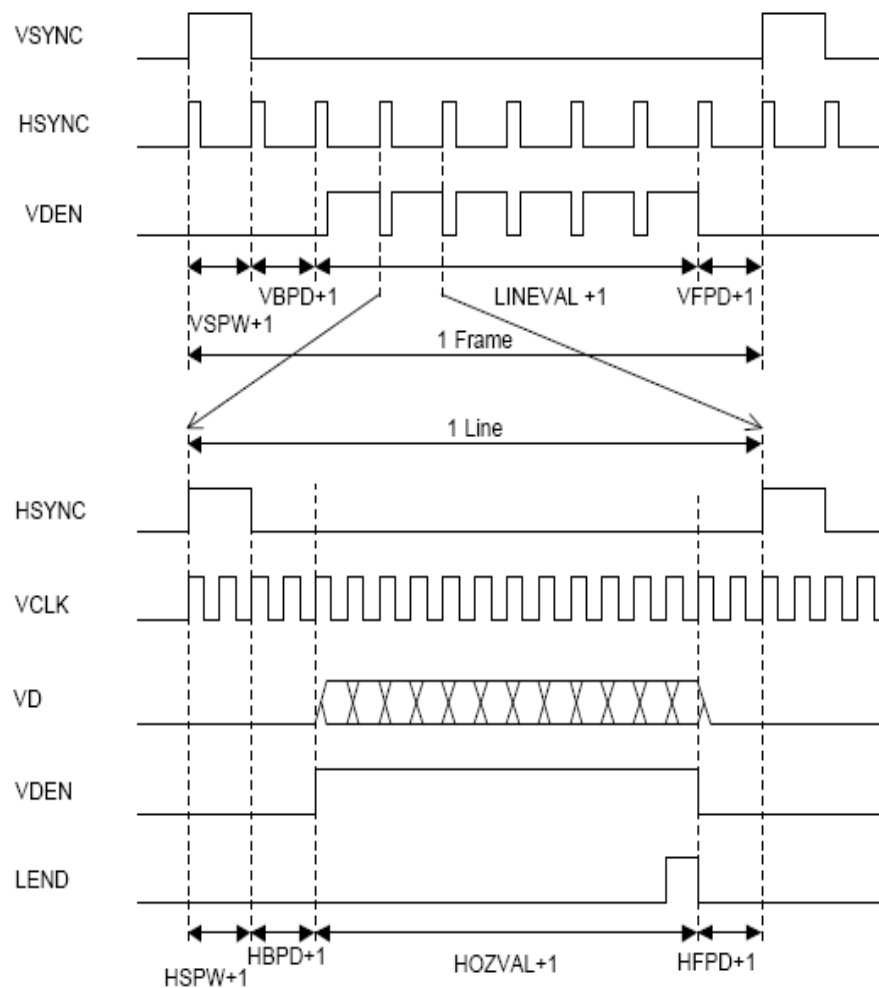 VSYNC
HSYNC
VDEN
VBPD+1
LINEVAL +1
VFPD+1
VSPW+1
1 Frame
1 Line
HSYNC
VCLK
VD
VDEN
LEND
HBPD+1
HOZVAL+1
HFPD+1
HSPW+1